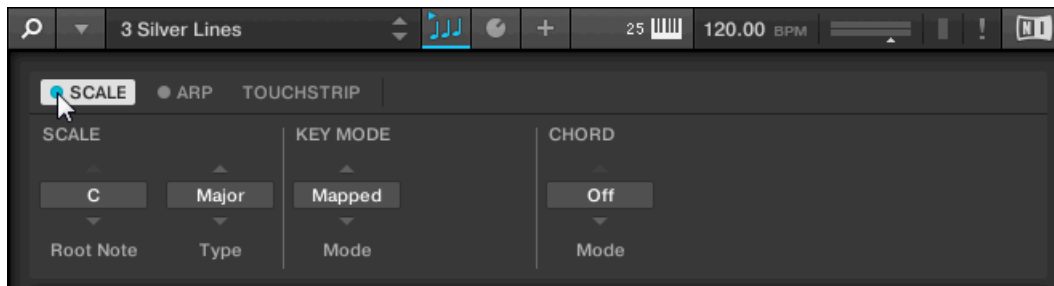 3 Silver Lines 25 120.00 BPM ! NI
SCALE ARP TOUCHSTRIP
SCALE KEY MODE CHORD
C Major Mapped Off
Root Note Type Mode Mode